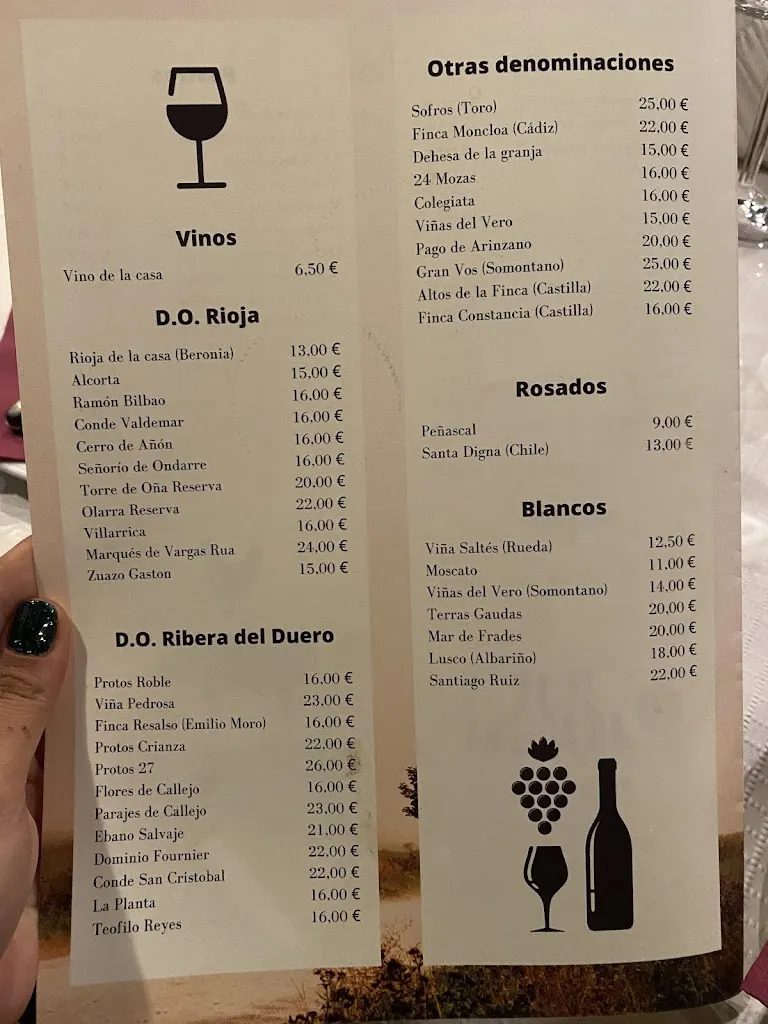 Vinos
Vino de la casa 6,50 €
D.O. Rioja
Rioja de la casa (Beronia) 13,00 €
Alcorta 15,00 €
Ramón Bilbao 16,00 €
Conde Valdemar 16,00 €
Cerro de Añón 16,00 €
Señorío de Ondarre 16,00 €
Torre de Oña Reserva 20,00 €
Olarra Reserva 22,00 €
Villarrica 16,00 €
Marqués de Vargas Rua 24,00 €
Zuazo Gaston 15,00 €
D.O. Ribera del Duero
Protos Roble 16,00 €
Viña Pedrosa 23,00 €
Finca Resalso (Emilio Moro) 16,00 €
Protos Crianza 22,00 €
Protos 27 26,00 €
Flores de Callejo 16,00 €
Parajes de Callejo 23,00 €
Ebano Salvaje 21,00 €
Dominio Fournier 22,00 €
Conde San Cristobal 22,00 €
La Planta 16,00 €
Teofilo Reyes 16,00 €
Otras denominaciones
Sofros (Toro) 25,00 €
Finca Moncloa (Cádiz) 22,00 €
Dehesa de la granja 15,00 €
24 Mozas 16,00 €
Colegiata 16,00 €
Viñas del Vero 15,00 €
Pago de Arinzano 20,00 €
Gran Vos (Somontano) 25,00 €
Altos de la Finca (Castilla) 22,00 €
Finca Constancia (Castilla) 16,00 €
Rosados
Peñascal 9,00 €
Santa Digna (Chile) 13,00 €
Blancos
Viña Saltés (Rueda) 12,50 €
Moscato 11,00 €
Viñas del Vero (Somontano) 14,00 €
Terras Gaudas 20,00 €
Mar de Frades 20,00 €
Lusco (Albariño) 18,00 €
Santiago Ruiz 22,00 €